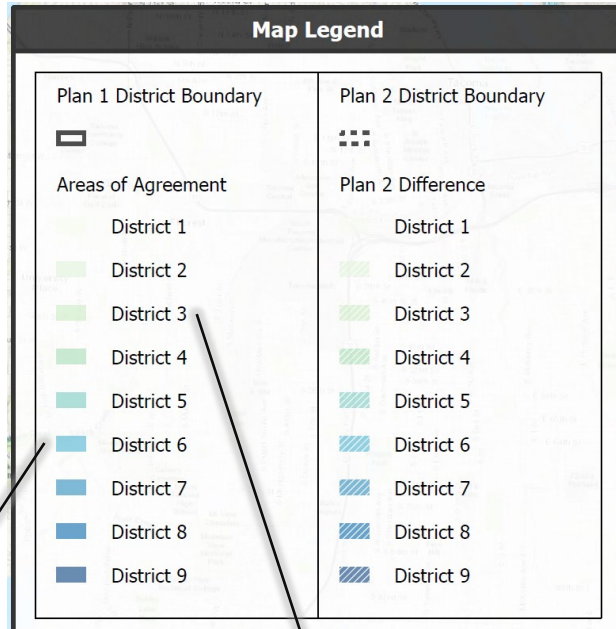 Map Legend
Plan 1 District Boundary
Areas of Agreement
District 1
District 2
District 3
District 4
District 5
District 6
District 7
District 8
District 9
Plan 2 District Boundary
Plan 2 Difference
District 1
District 2
District 3
District 4
District 5
District 6
District 7
District 8
District 9